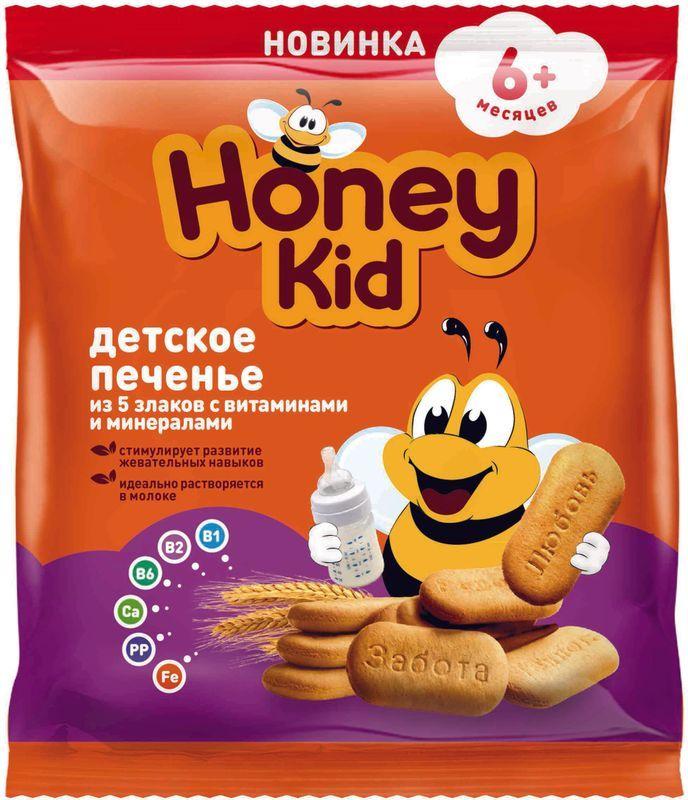 НОВИНКА
6+
месяцев
Honey
Kid
детское
печенье
из 5 злаков с витаминами
и минералами
стимулирует развитие
жевательных навыков
идеально растворяется
в молоке
B1
B2
B6
Ca
PP
Fe
Любовь
Забота